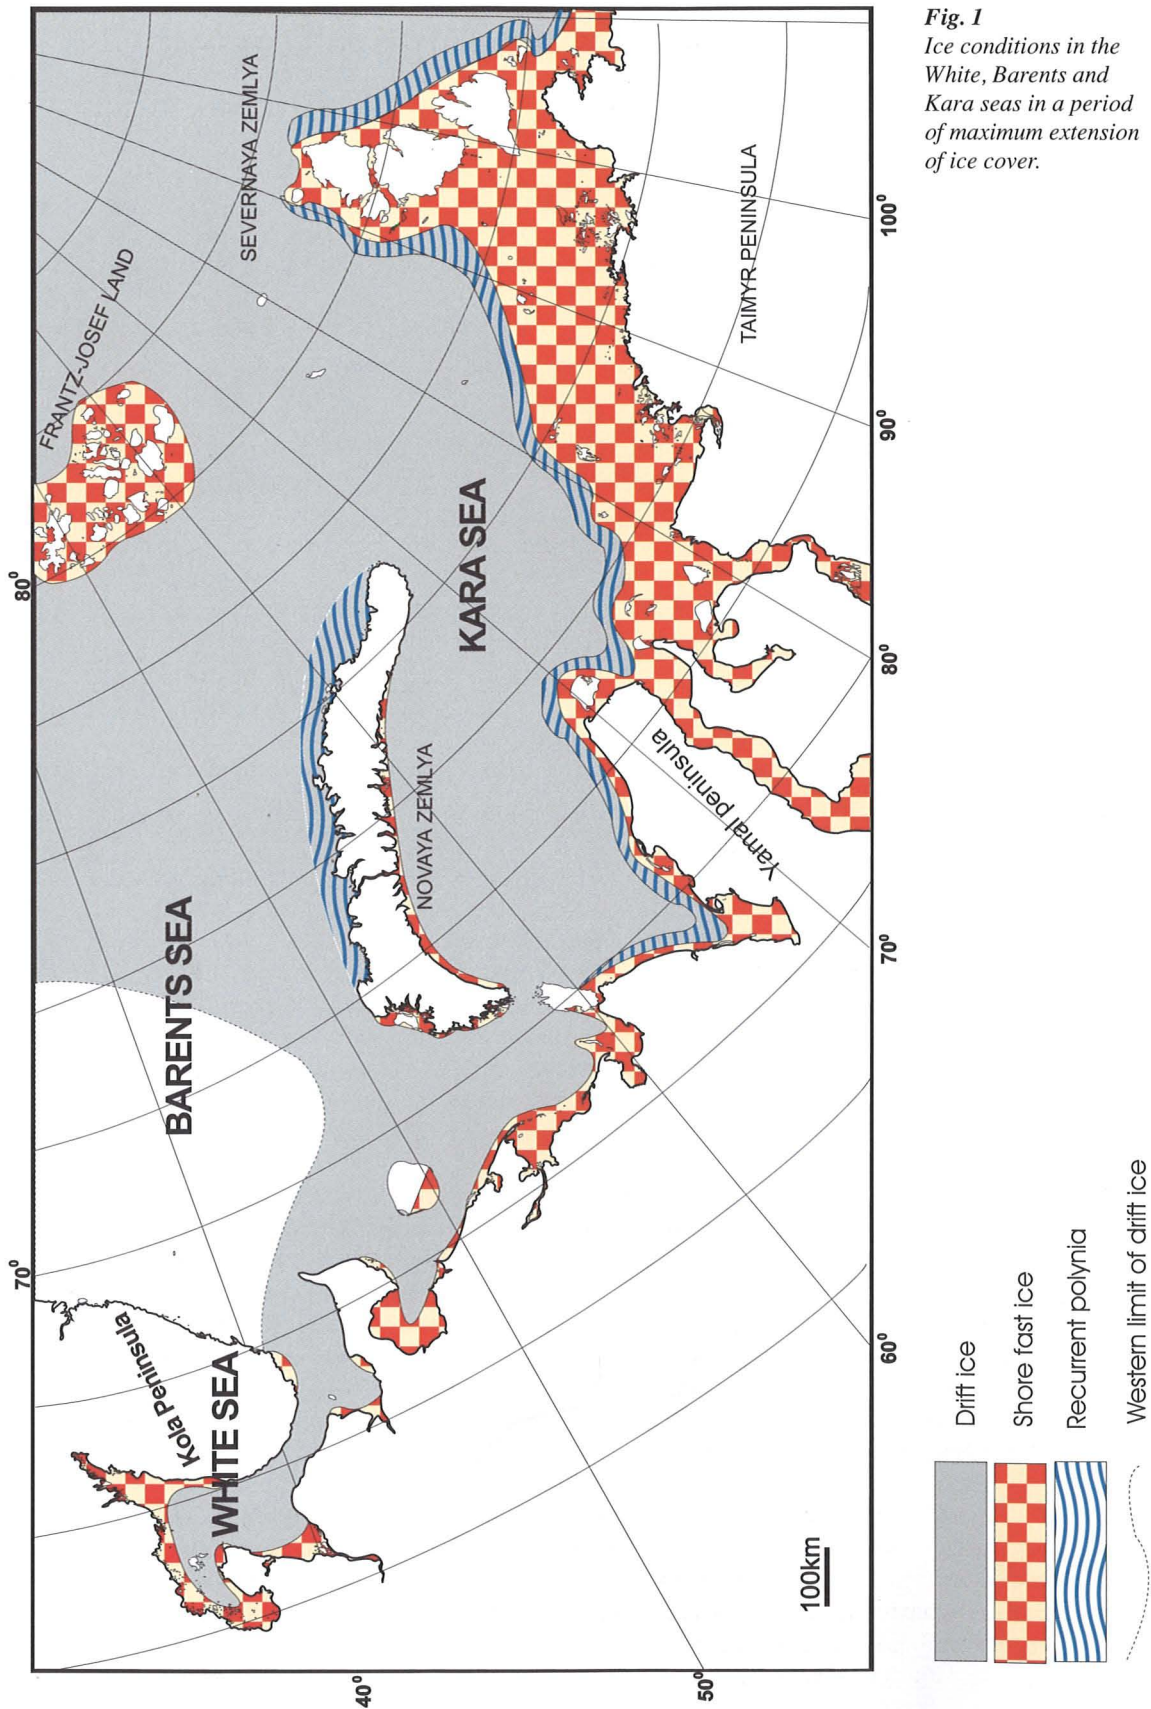 Fig. 1
Ice conditions in the
White, Barents and
Kara seas in a period
of maximum extension
of ice cover.
SEVERNAYA ZEMLYA
FRANTZ-JOSEF LAND
TAIMYR PENINSULA
KARA SEA
NOVAYA ZEMLYA
Yamal peninsula
BARENTS SEA
Kola Peninsula
WHITE SEA
80°
70°
100°
90°
80°
70°
60°
50°
40°
100km
Drift ice
Shore fast ice
Recurrent polynia
Western limit of drift ice